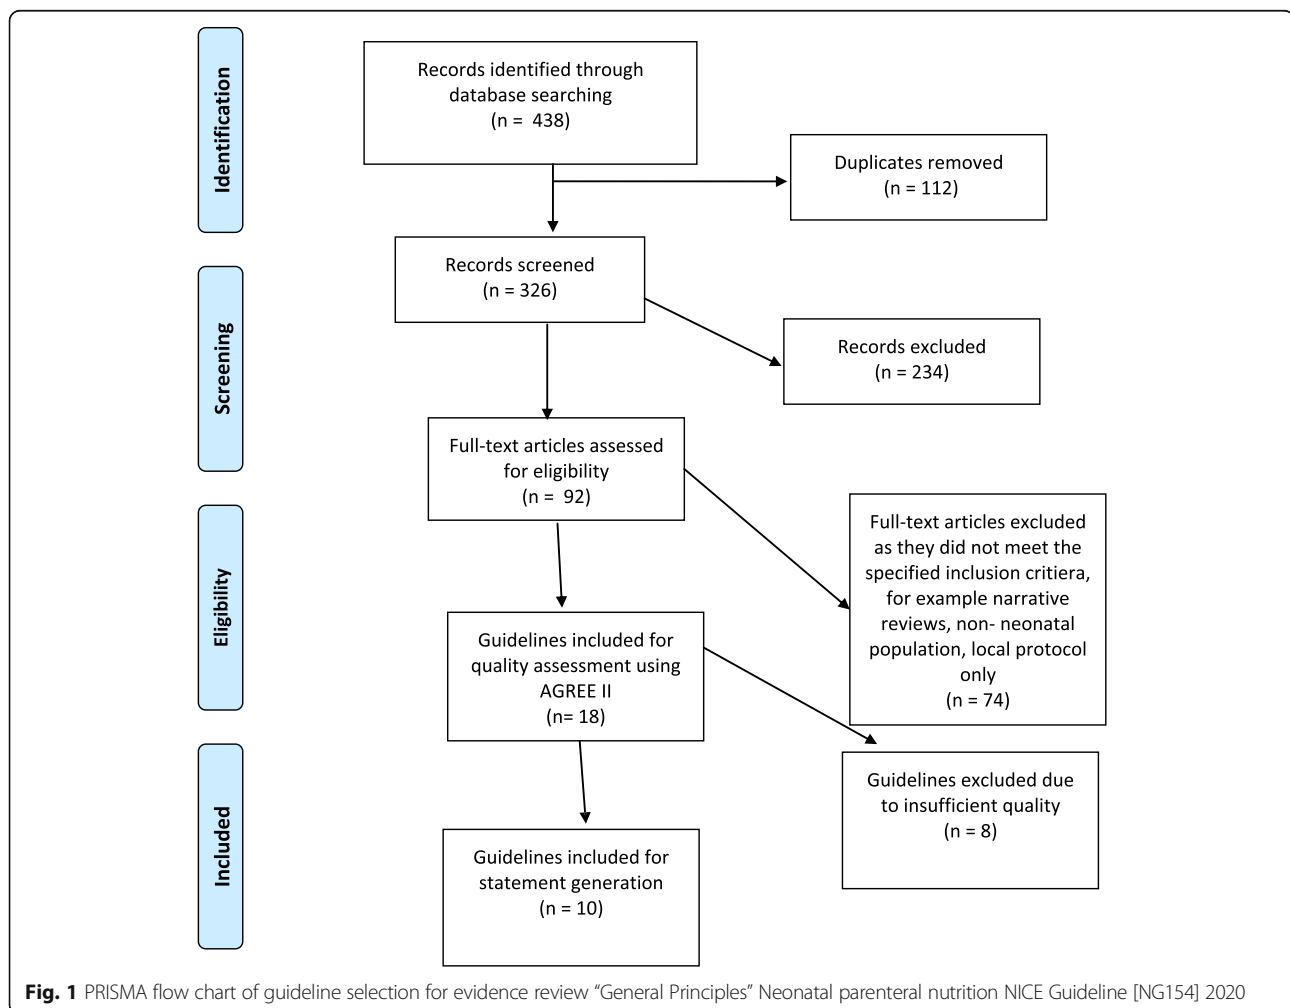 Identification
Records identified through
database searching
(n = 438)
Duplicates removed
(n = 112)
Screening
Records screened
(n = 326)
Records excluded
(n = 234)
Full-text articles assessed
for eligibility
(n = 92)
Eligibility
Full-text articles excluded
as they did not meet the
specified inclusion critiera,
for example narrative
reviews, non- neonatal
population, local protocol
only
(n = 74)
Guidelines included for
quality assessment using
AGREE II
(n= 18)
Included
Guidelines excluded due
to insufficient quality
(n = 8)
Guidelines included for
statement generation
(n = 10)
Fig. 1 PRISMA flow chart of guideline selection for evidence review “General Principles” Neonatal parenteral nutrition NICE Guideline [NG154] 2020